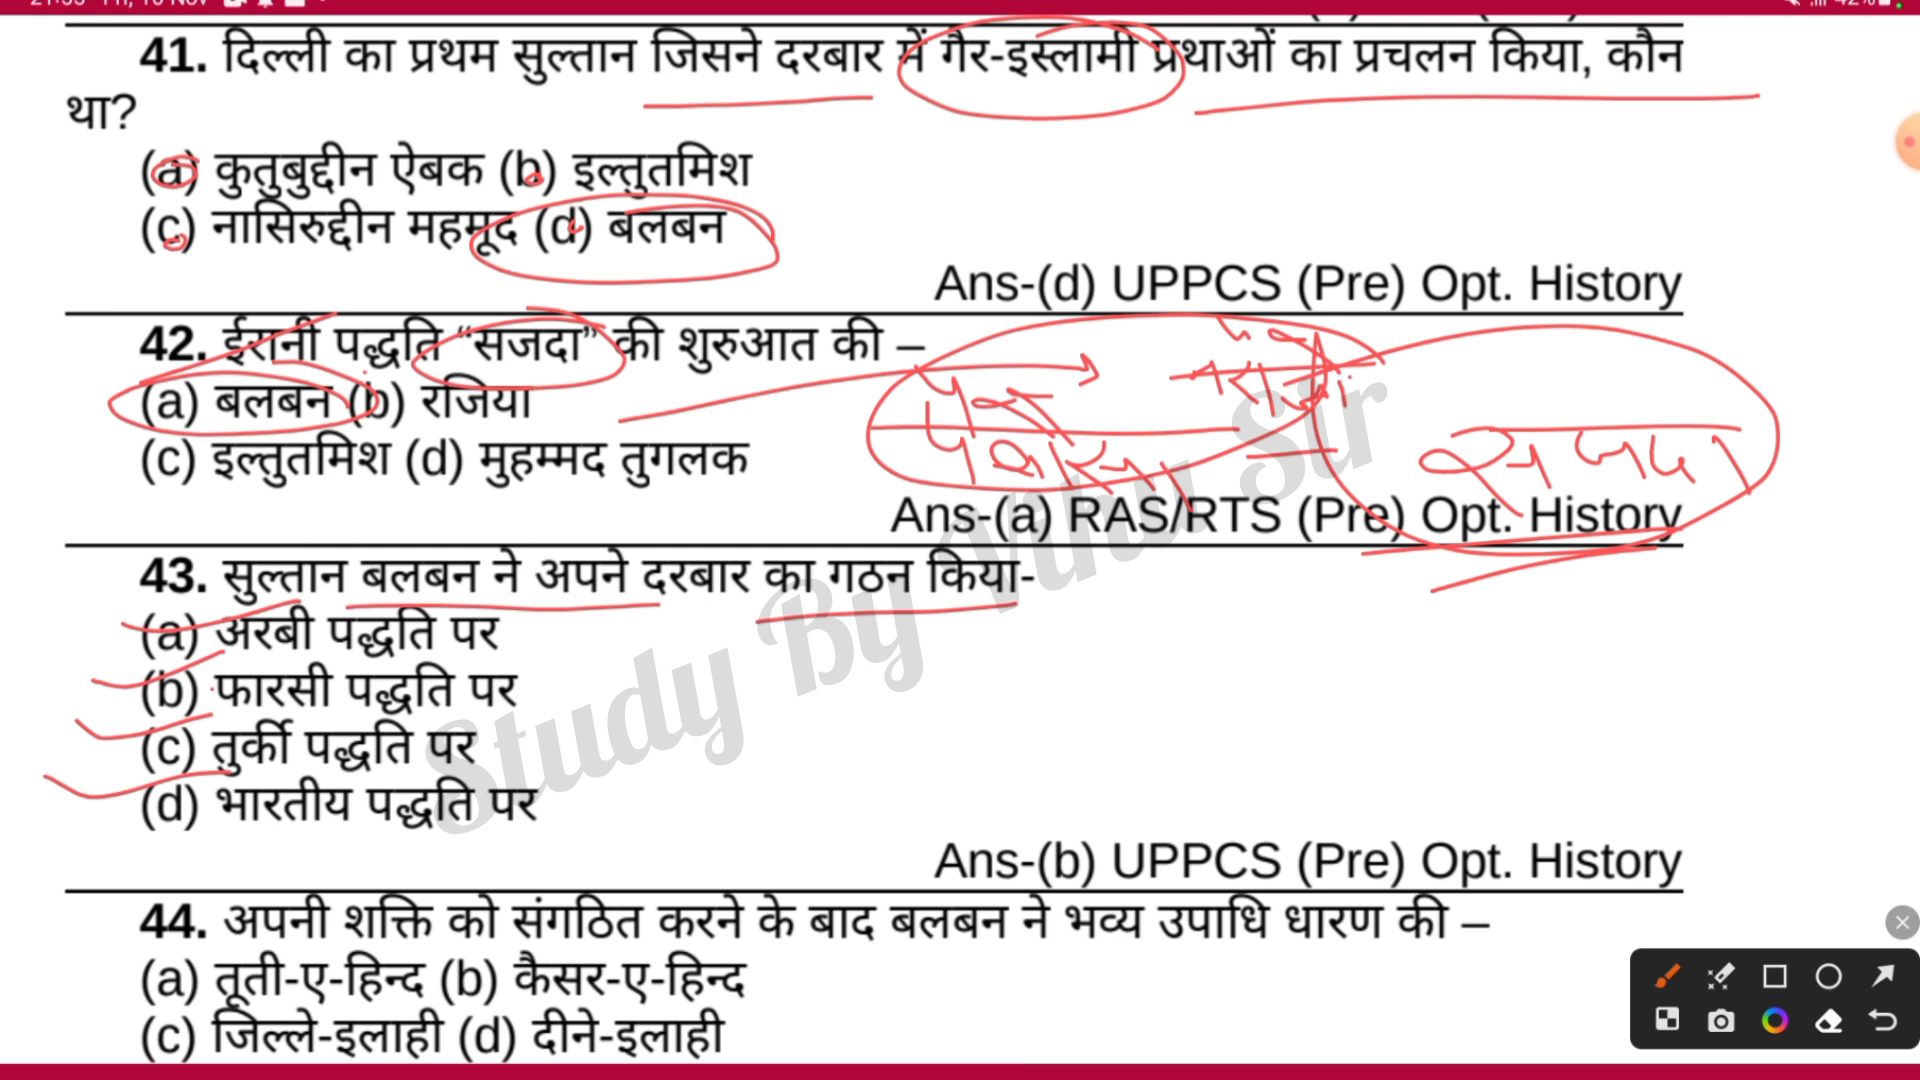 41. दिल्ली का प्रथम सुल्तान जिसने दरबार में गैर-इस्लामी प्रथाओं का प्रचलन किया, कौन
था?
(a) कुतुबुद्दीन ऐबक (b) इल्तुतमिश
(c) नासिरुद्दीन महमूद (d) बलबन
Ans-(d) UPPCS (Pre) Opt. History
42. ईरानी पद्धति “सजदा” की शुरुआत की –
(a) बलबन (b) रजिया
(c) इल्तुतमिश (d) मुहम्मद तुगलक
सजदा
Ans-(a) RAS/RTS (Pre) Opt. History
43. सुल्तान बलबन ने अपने दरबार का गठन किया-
(a) अरबी पद्धति पर
(b) फारसी पद्धति पर
(c) तुर्की पद्धति पर
(d) भारतीय पद्धति पर
Study By Vihu Sir
Ans-(b) UPPCS (Pre) Opt. History
44. अपनी शक्ति को संगठित करने के बाद बलबन ने भव्य उपाधि धारण की –
(a) तूती-ए-हिन्द (b) कैसर-ए-हिन्द
(c) जिल्ले-इलाही (d) दीने-इलाही